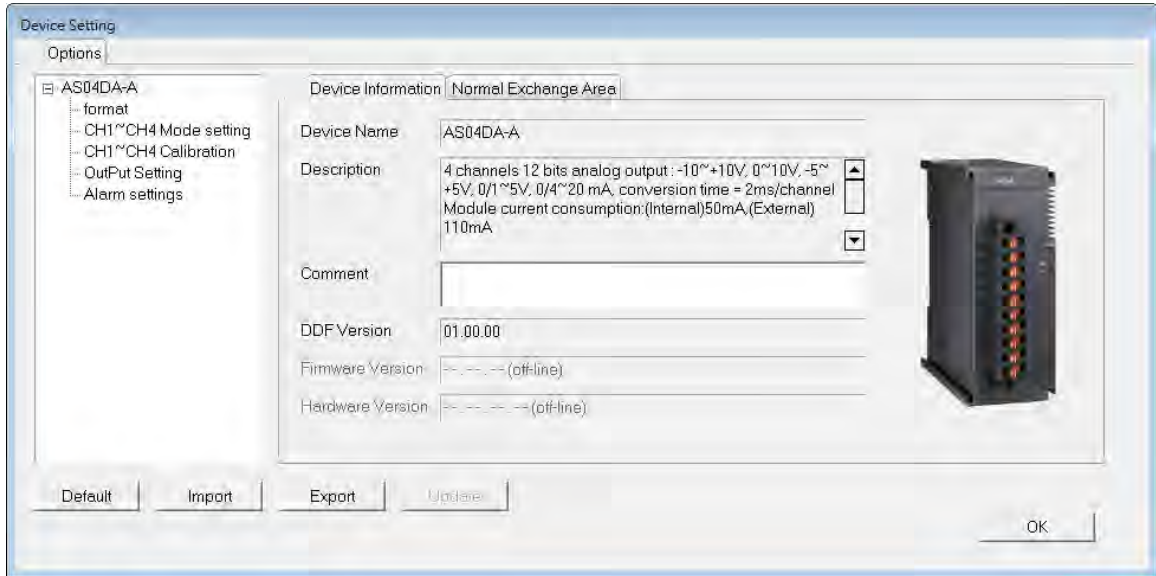 Device Setting
Options
AS04DA-A
format
CH1~CH4 Mode setting
CH1~CH4 Calibration
OutPut Setting
Alarm settings
Device Information
Normal Exchange Area
Device Name
AS04DA-A
Description
4 channels 12 bits analog output : -10~+10V, 0~10V, -5~
+5V, 0/1~5V, 0/4~20 mA, conversion time = 2ms/channel
Module current consumption:(Internal)50mA,(External)
110mA
Comment
DDF Version
01.00.00
Firmware Version
--. --. -- (off-line)
Hardware Version
--. --. --. -- (off-line)
Default
Import
Export
Update
OK